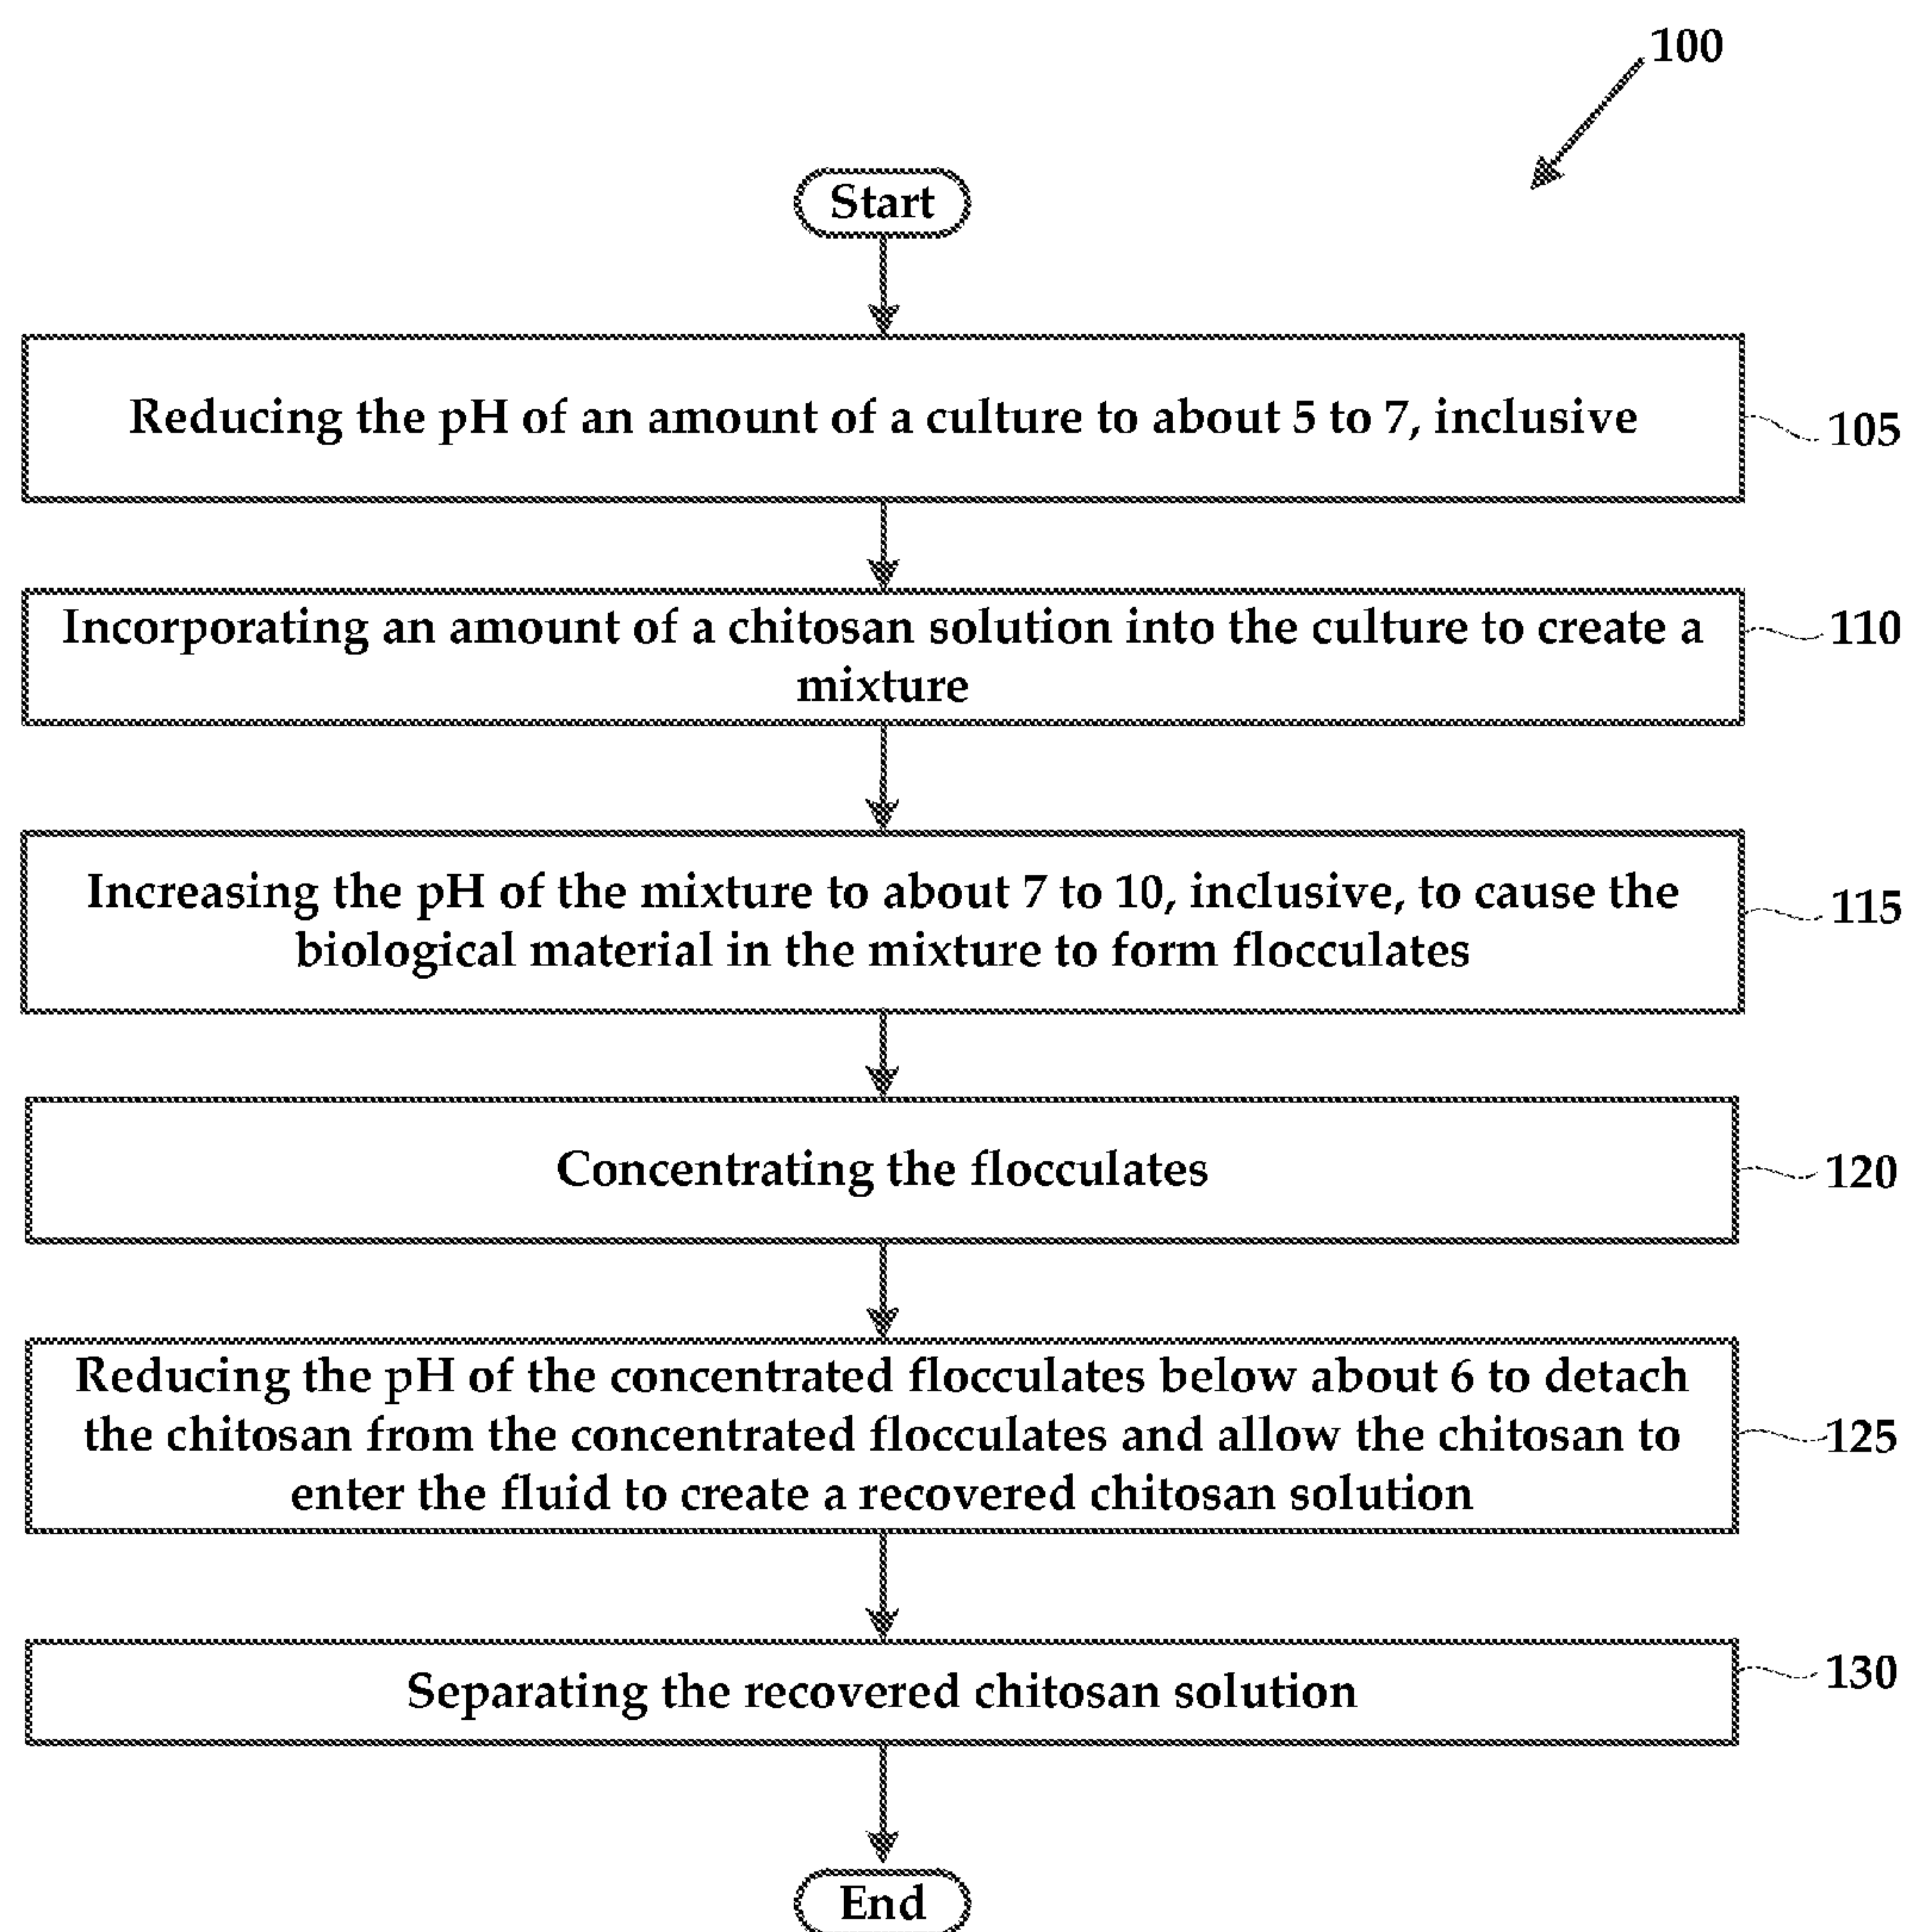 100
Start
Reducing the pH of an amount of a culture to about 5 to 7, inclusive
105
Incorporating an amount of a chitosan solution into the culture to create a
mixture
110
Increasing the pH of the mixture to about 7 to 10, inclusive, to cause the
biological material in the mixture to form flocculates
115
Concentrating the flocculates
120
Reducing the pH of the concentrated flocculates below about 6 to detach
the chitosan from the concentrated flocculates and allow the chitosan to
enter the fluid to create a recovered chitosan solution
125
Separating the recovered chitosan solution
130
End